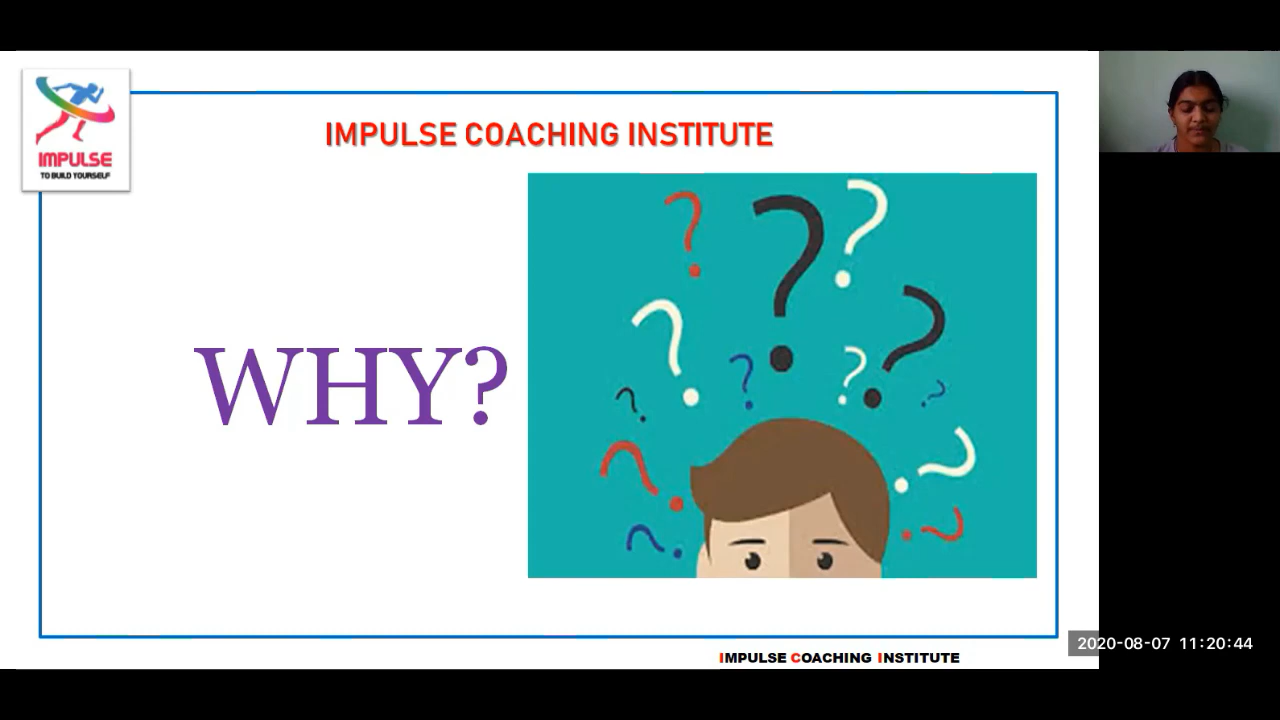 IMPULSE
TO BUILD YOURSELF
IMPULSE COACHING INSTITUTE
WHY?
2020-08-07 11:20:44
IMPULSE COACHING INSTITUTE